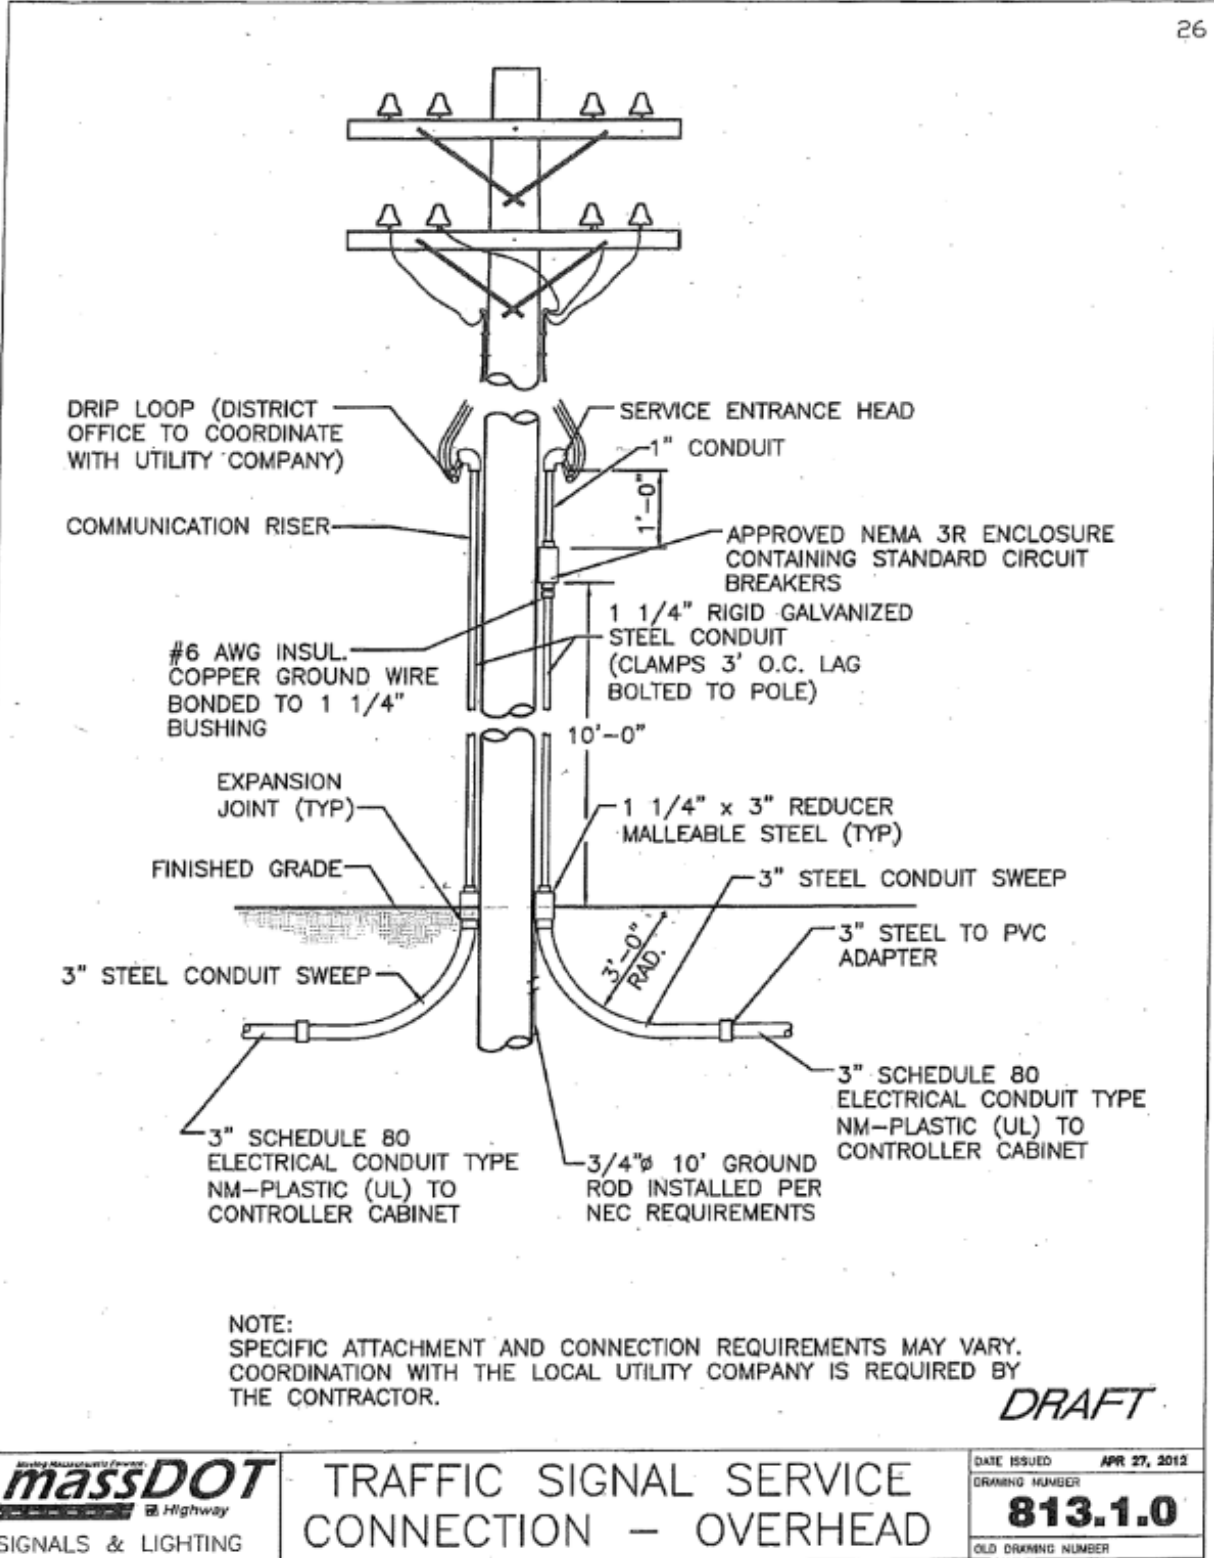 26
DRIP LOOP (DISTRICT
OFFICE TO COORDINATE
WITH UTILITY COMPANY)
SERVICE ENTRANCE HEAD
1" CONDUIT
1'-0"
COMMUNICATION RISER
APPROVED NEMA 3R ENCLOSURE
CONTAINING STANDARD CIRCUIT
BREAKERS
1 1/4" RIGID GALVANIZED
STEEL CONDUIT
(CLAMPS 3' O.C. LAG
BOLTED TO POLE)
#6 AWG INSUL.
COPPER GROUND WIRE
BONDED TO 1 1/4"
BUSHING
10'-0"
EXPANSION
JOINT (TYP)
1 1/4" x 3" REDUCER
MALLEABLE STEEL (TYP)
FINISHED GRADE
3" STEEL CONDUIT SWEEP
3'-0"
RAD.
3" STEEL TO PVC
ADAPTER
3" STEEL CONDUIT SWEEP
3" SCHEDULE 80
ELECTRICAL CONDUIT TYPE
NM-PLASTIC (UL) TO
CONTROLLER CABINET
3" SCHEDULE 80
ELECTRICAL CONDUIT TYPE
NM-PLASTIC (UL) TO
CONTROLLER CABINET
3/4"ø 10' GROUND
ROD INSTALLED PER
NEC REQUIREMENTS
NOTE:
SPECIFIC ATTACHMENT AND CONNECTION REQUIREMENTS MAY VARY.
COORDINATION WITH THE LOCAL UTILITY COMPANY IS REQUIRED BY
THE CONTRACTOR.
DRAFT
massDOT
Highway
SIGNALS & LIGHTING
TRAFFIC SIGNAL SERVICE
CONNECTION - OVERHEAD
DATE ISSUED APR 27, 2012
DRAWING NUMBER
813.1.0
OLD DRAWING NUMBER